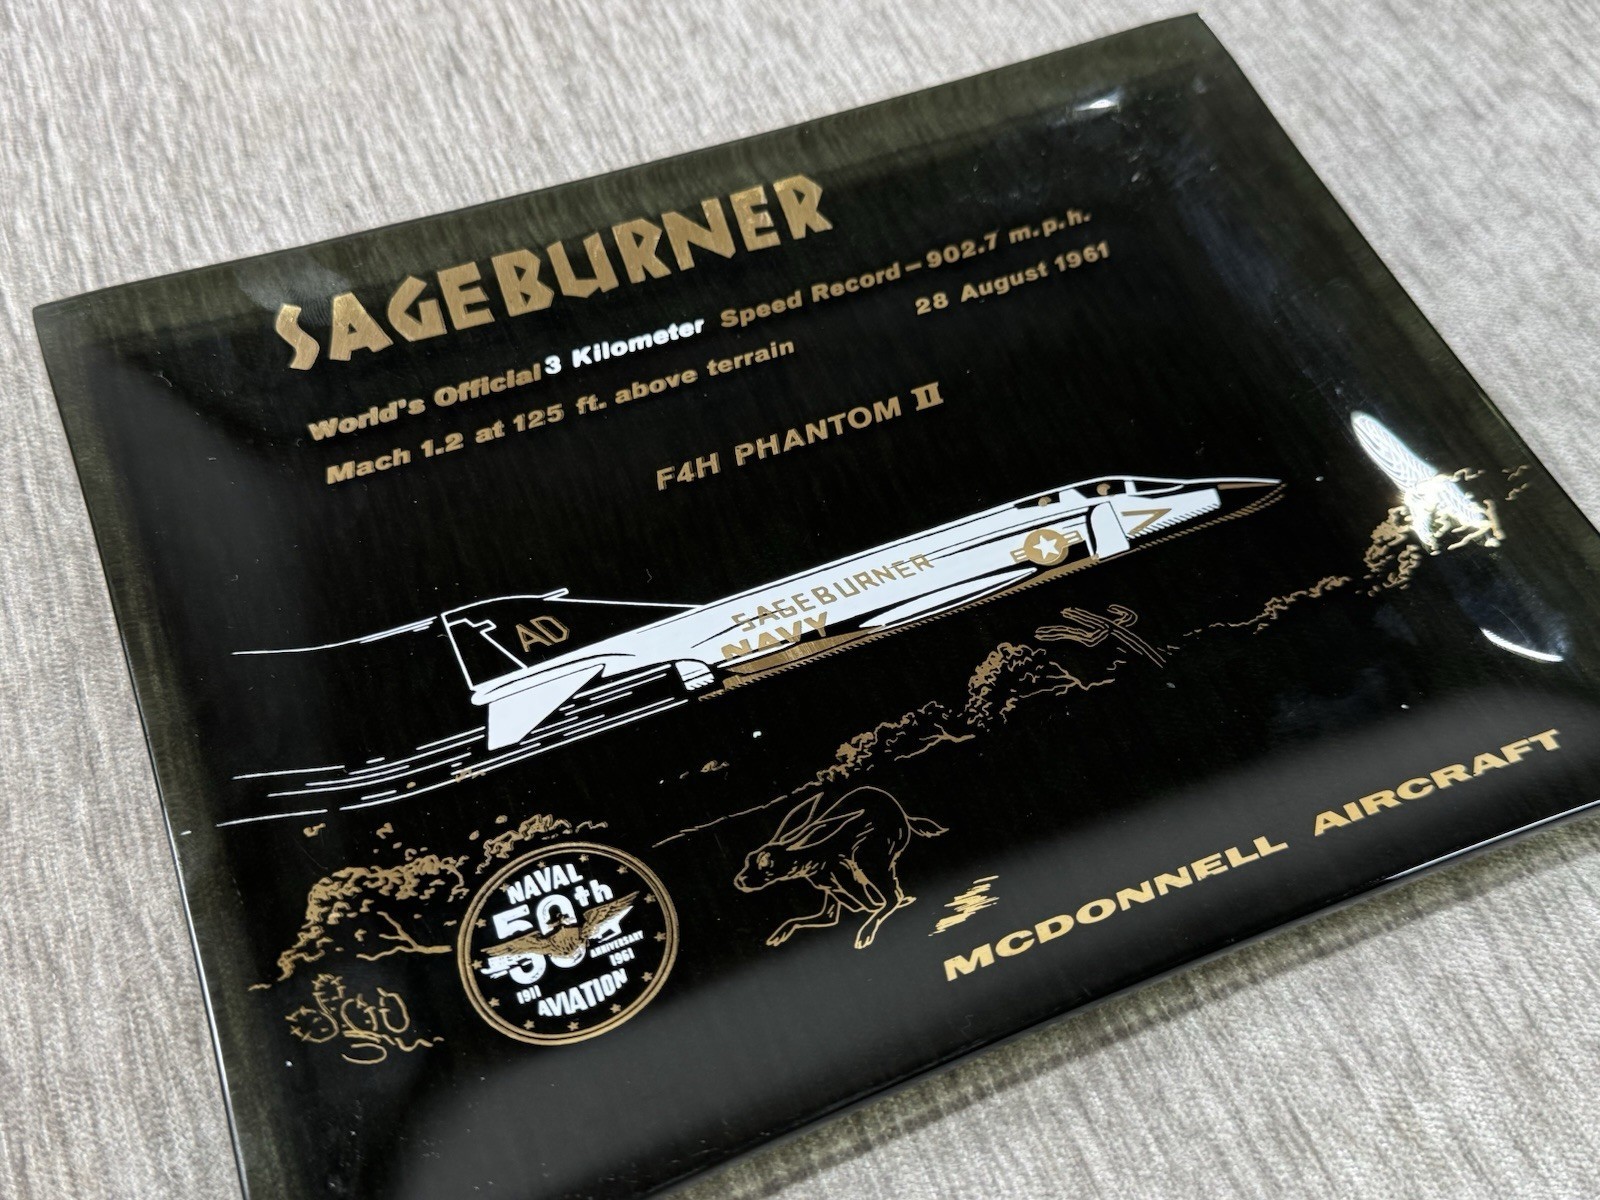 SAGEBURNER
World's Official 3 Kilometer Speed Record — 902.7 m.p.h.
Mach 1.2 at 125 ft. above terrain
28 August 1961
F4H PHANTOM II
AD
SAGEBURNER
NAVY
NAVAL
50th
ANNIVERSARY
1911
1961
AVIATION
MCDONNELL AIRCRAFT